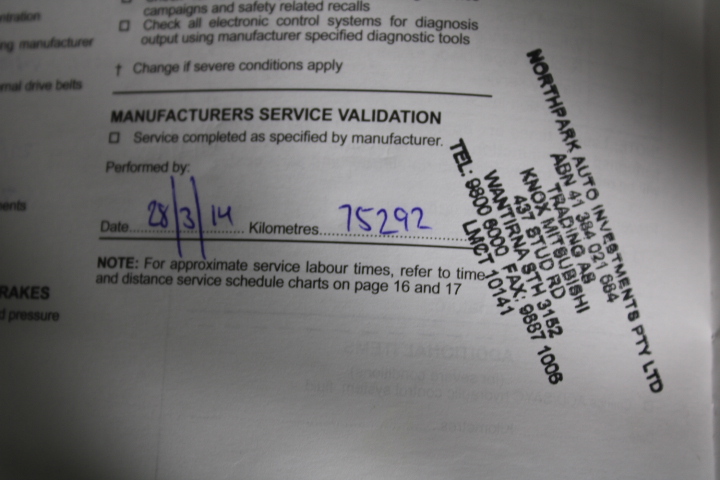 campaigns and safety related recalls
☐ Check all electronic control systems for diagnosis
output using manufacturer specified diagnostic tools
† Change if severe conditions apply
ng manufacturer
mal drive belts
MANUFACTURERS SERVICE VALIDATION
☐ Service completed as specified by manufacturer.
Performed by:
Date 28/3/14 Kilometres 75292
NOTE: For approximate service labour times, refer to time
and distance service schedule charts on page 16 and 17
ents
RAKES
d pressure
NORTHPARK AUTO INVESTMENTS PTY LTD
ABN 41 384 021 684
TRADING AS
KNOX MITSUBISHI
437 STUD RD
WANTIRNA STH 3152
TEL: 9800 6000 FAX: 9887 1006
LMCT 10141